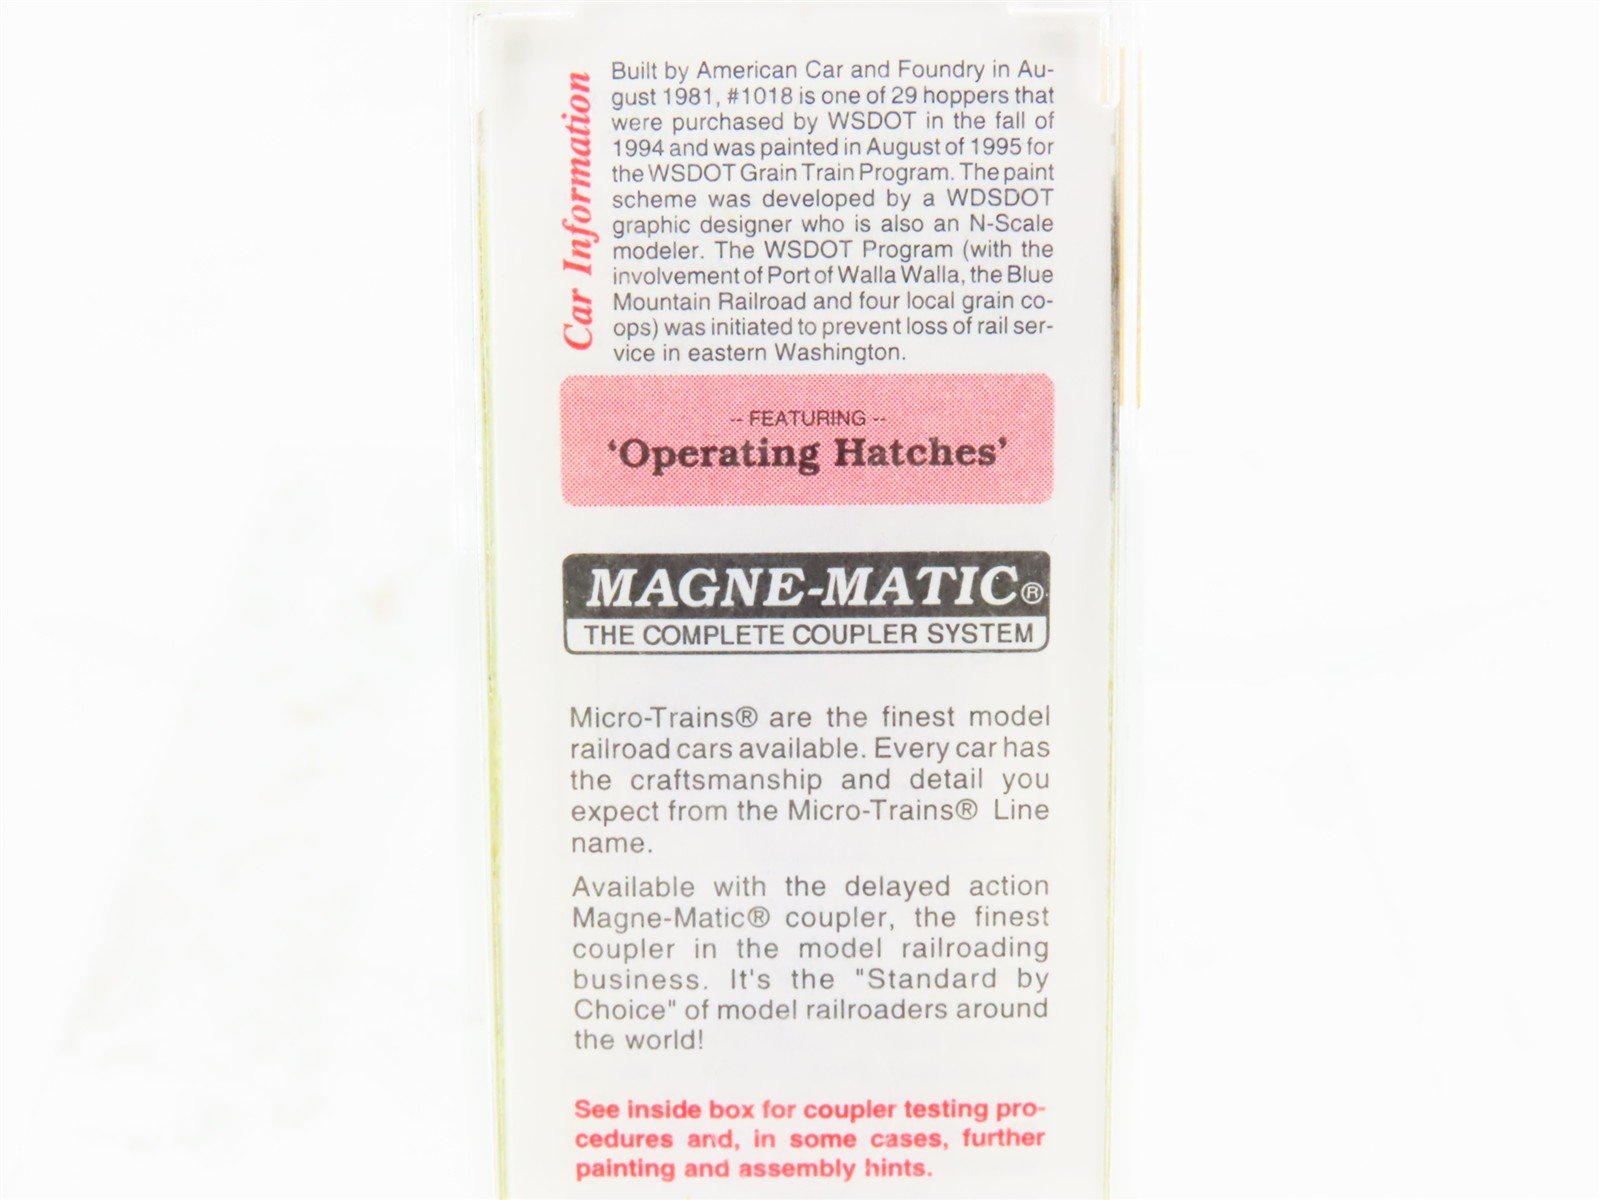 Car Information
Built by American Car and Foundry in Au-
gust 1981, #1018 is one of 29 hoppers that
were purchased by WSDOT in the fall of
1994 and was painted in August of 1995 for
the WSDOT Grain Train Program. The paint
scheme was developed by a WDSDOT
graphic designer who is also an N-Scale
modeler. The WSDOT Program (with the
involvement of Port of Walla Walla, the Blue
Mountain Railroad and four local grain co-
ops) was initiated to prevent loss of rail ser-
vice in eastern Washington.
-- FEATURING --
'Operating Hatches'
MAGNE-MATIC®
THE COMPLETE COUPLER SYSTEM
Micro-Trains® are the finest model
railroad cars available. Every car has
the craftsmanship and detail you
expect from the Micro-Trains® Line
name.
Available with the delayed action
Magne-Matic® coupler, the finest
coupler in the model railroading
business. It's the "Standard by
Choice" of model railroaders around
the world!
See inside box for coupler testing pro-
cedures and, in some cases, further
painting and assembly hints.